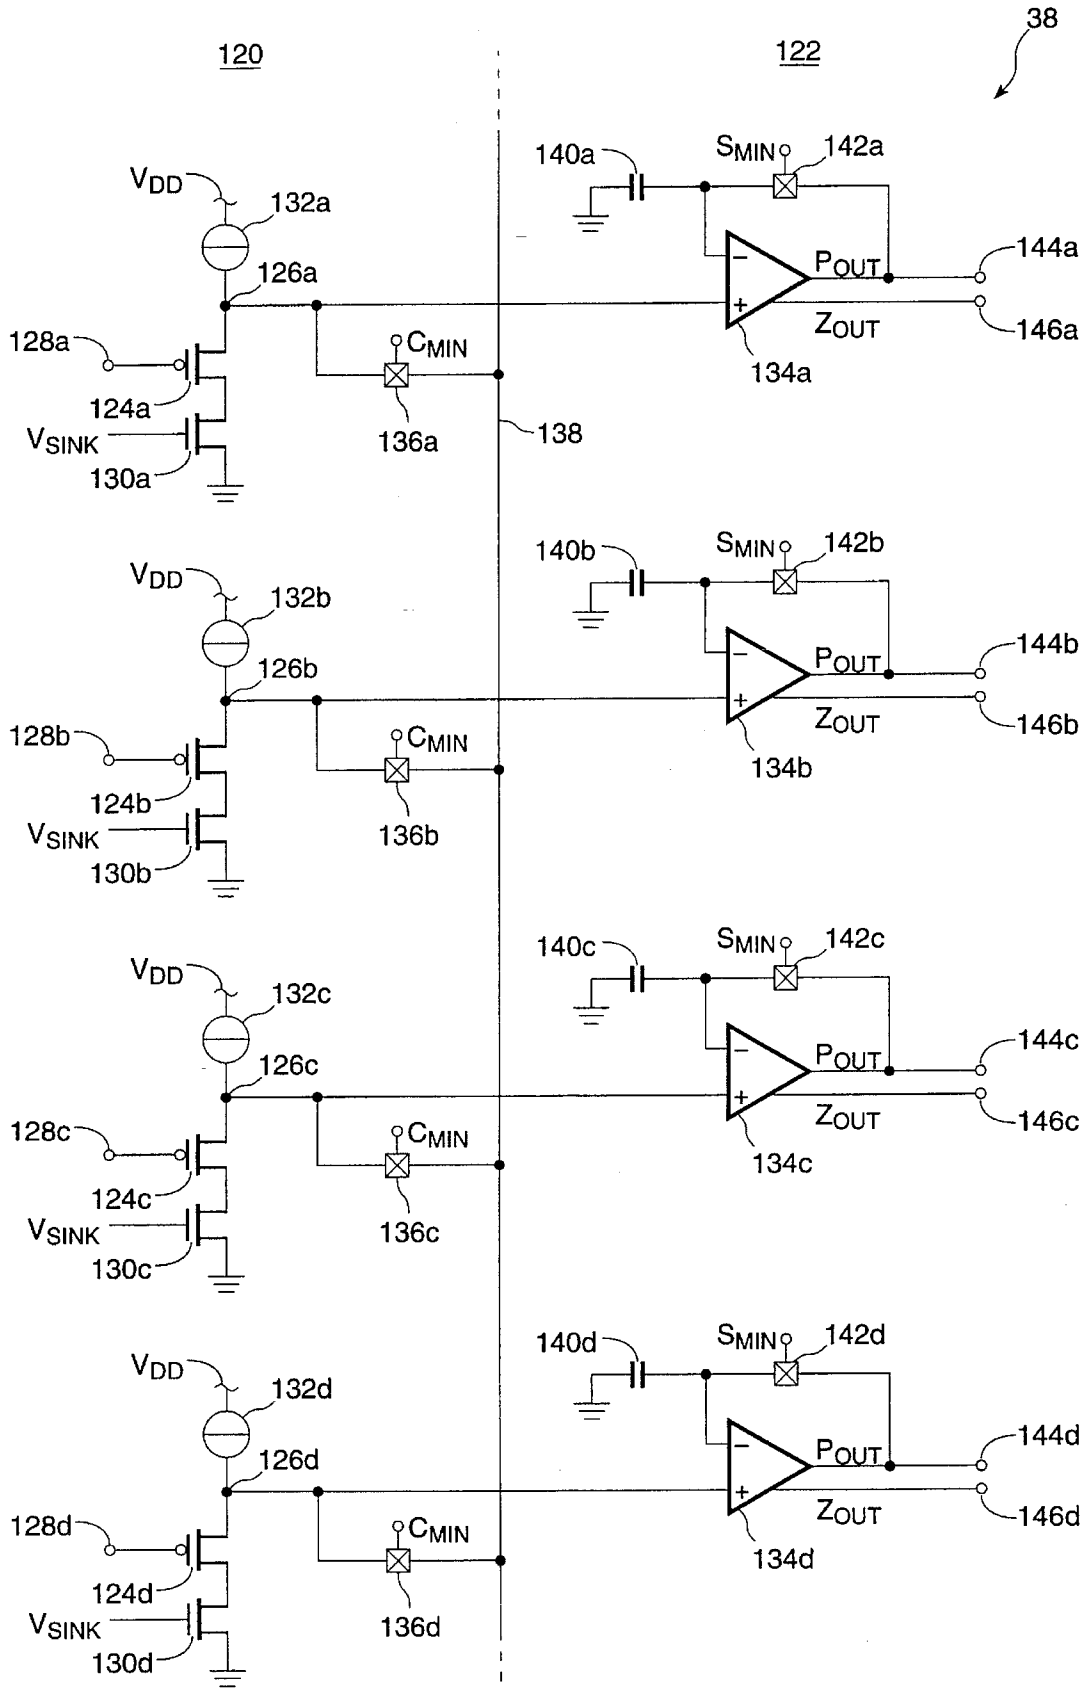 38
120
122
140a
SMIN
142a
VDD
132a
126a
POUT
144a
128a
CMIN
ZOUT
146a
124a
134a
VSINK
136a
138
130a
140b
SMIN
142b
VDD
132b
126b
POUT
144b
128b
CMIN
ZOUT
146b
124b
134b
VSINK
136b
130b
140c
SMIN
142c
VDD
132c
126c
POUT
144c
128c
CMIN
ZOUT
146c
124c
134c
VSINK
136c
130c
140d
SMIN
142d
VDD
132d
126d
POUT
144d
128d
CMIN
ZOUT
146d
124d
134d
VSINK
136d
130d